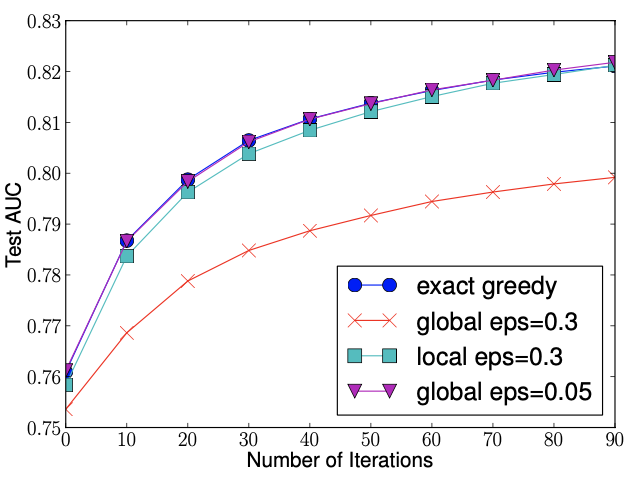 0.83
0.82
0.81
0.80
0.79
0.78
0.77
0.76
0.75
Test AUC
exact greedy
global eps=0.3
local eps=0.3
global eps=0.05
0 10 20 30 40 50 60 70 80 90
Number of Iterations